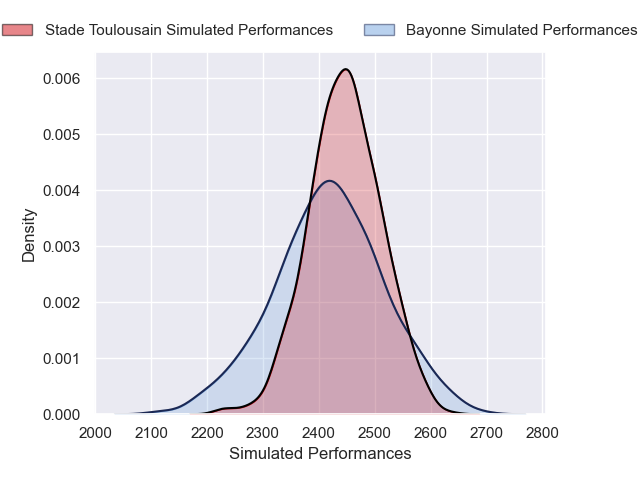 Stade Toulousain Simulated Performances
Bayonne Simulated Performances
0.006
0.005
0.004
0.003
0.002
0.001
0.000
Density
2000 2100 2200 2300 2400 2500 2600 2700 2800
Simulated Performances